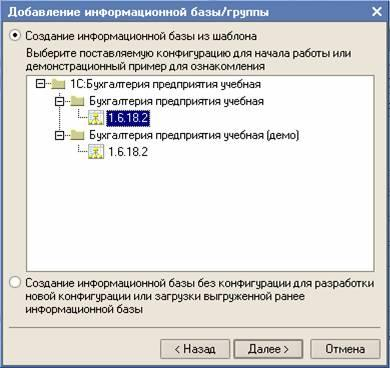 Добавление информационной базы/группы
Создание информационной базы из шаблона
Выберите поставляемую конфигурацию для начала работы или
демонстрационный пример для ознакомления
1С:Бухгалтерия предприятия учебная
Бухгалтерия предприятия учебная
1.6.18.2
Бухгалтерия предприятия учебная (демо)
1.6.18.2
Создание информационной базы без конфигурации для разработки
новой конфигурации или загрузки выгруженной ранее
информационной базы
< Назад Далее > Отмена